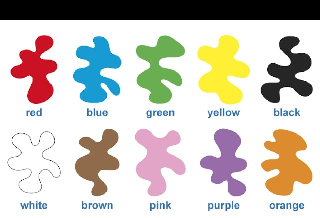 red blue green yellow black
white brown pink purple orange